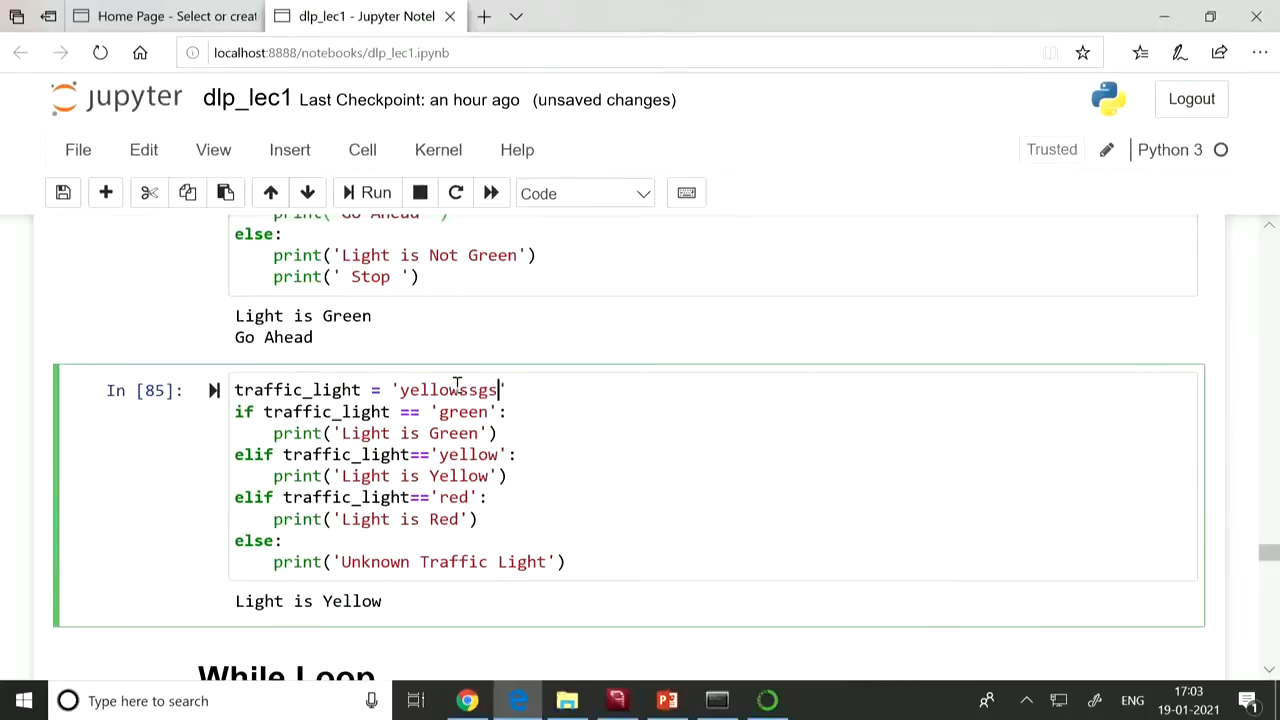 Home Page - Select or creat
dlp_lec1 - Jupyter Notel
localhost:8888/notebooks/dlp_lec1.ipynb
jupyter dlp_lec1 Last Checkpoint: an hour ago (unsaved changes)
Logout
File Edit View Insert Cell Kernel Help
Trusted Python 3
Run Code
print(' Go Ahead ')
else:
print('Light is Not Green')
print(' Stop ')
Light is Green
Go Ahead
In [85]: traffic_light = 'yellowssgs'
if traffic_light == 'green':
print('Light is Green')
elif traffic_light=='yellow':
print('Light is Yellow')
elif traffic_light=='red':
print('Light is Red')
else:
print('Unknown Traffic Light')
Light is Yellow
While Loop
Type here to search
ENG
17:03
19-01-2021
1